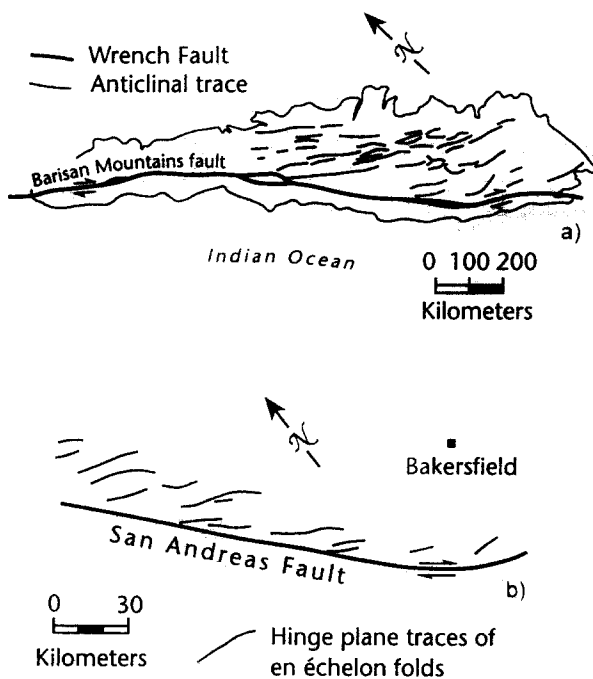 Wrench Fault
Anticlinal trace
N
Barisan Mountains fault
a)
Indian Ocean
0 100 200
Kilometers
N
Bakersfield
San Andreas Fault
b)
0 30
Kilometers
Hinge plane traces of
en échelon folds